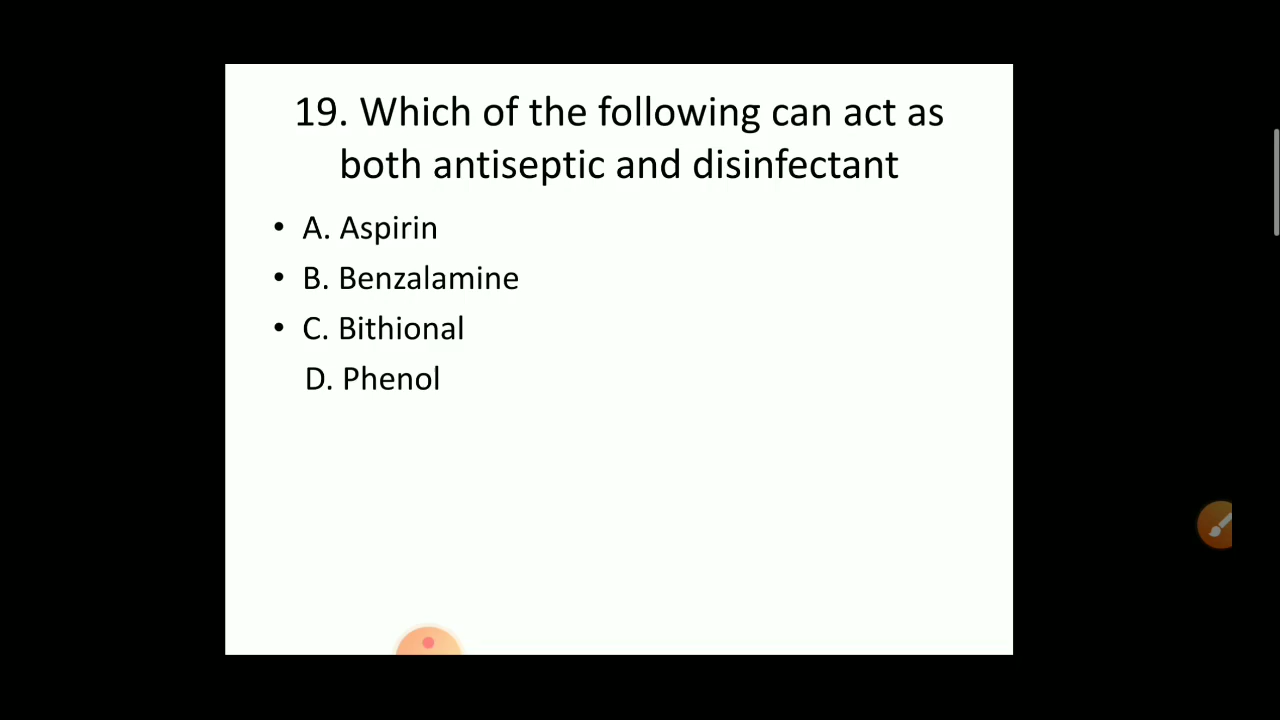 19. Which of the following can act as
both antiseptic and disinfectant
• A. Aspirin
• B. Benzalamine
• C. Bithional
D. Phenol